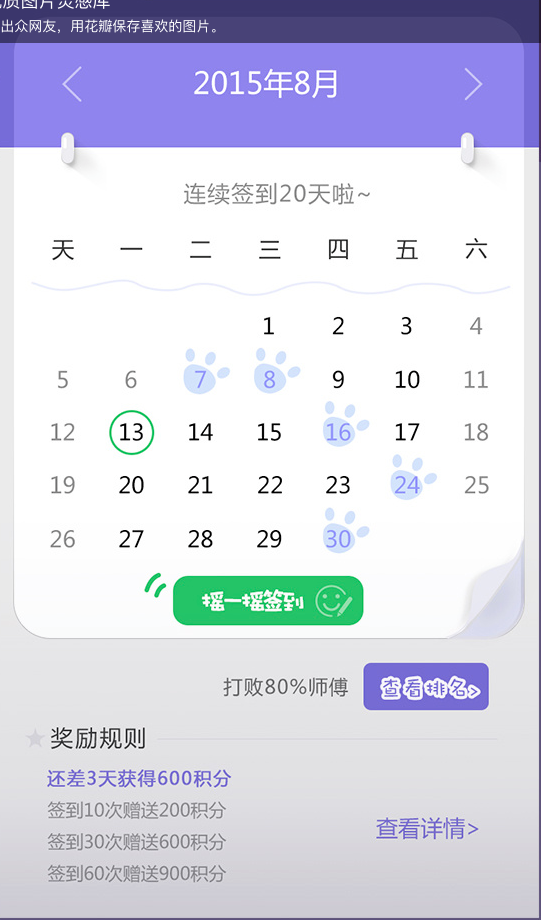 质图片灵感库
出众网友，用花瓣保存喜欢的图片。
2015年8月
连续签到20天啦~
天 一 二 三 四 五 六
1 2 3 4
5 6 7 8 9 10 11
12 13 14 15 16 17 18
19 20 21 22 23 24 25
26 27 28 29 30
摇一摇签到
打败80%师傅 查看排名>
奖励规则
还差3天获得600积分
签到10次赠送200积分
签到30次赠送600积分
查看详情>
签到60次赠送900积分